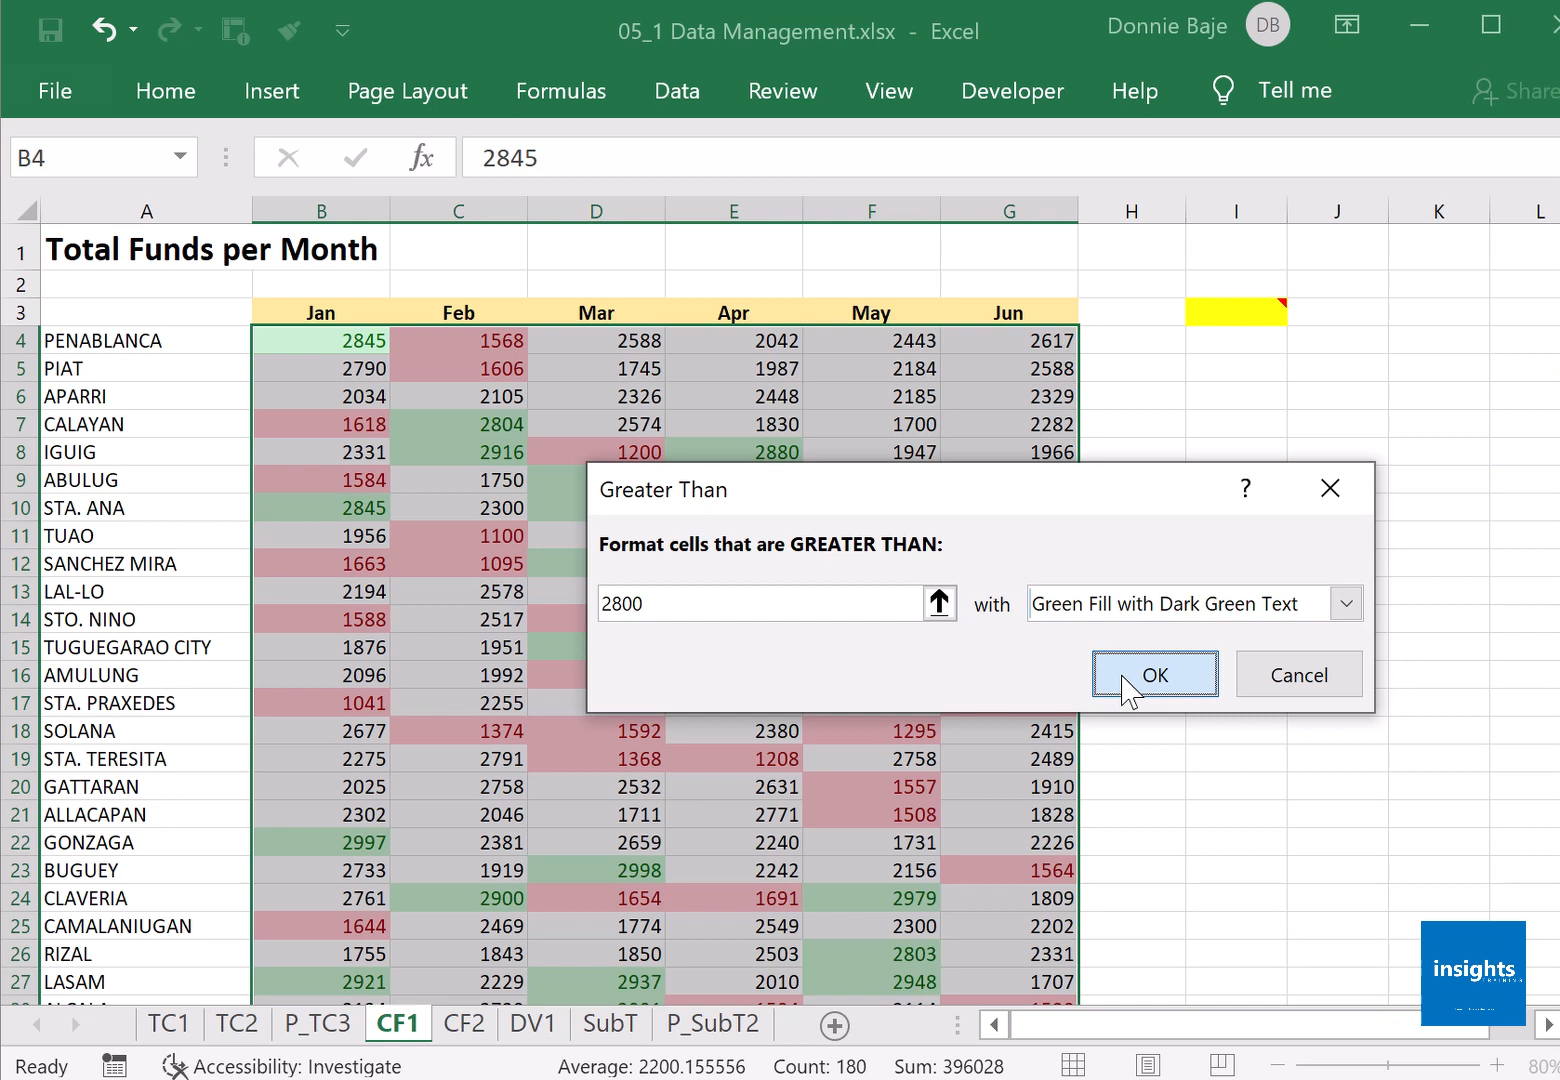 05_1 Data Management.xlsx - Excel
Donnie Baje DB
File Home Insert Page Layout Formulas Data Review View Developer Help Tell me Share
B4 fx 2845
A B C D E F G H I J K L
1 Total Funds per Month
2
3 Jan Feb Mar Apr May Jun
4 PENABLANCA 2845 1568 2588 2042 2443 2617
5 PIAT 2790 1606 1745 1987 2184 2588
6 APARRI 2034 2105 2326 2448 2185 2329
7 CALAYAN 1618 2804 2574 1830 1700 2282
8 IGUIG 2331 2916 1200 2880 1947 1966
9 ABULUG 1584 1750
10 STA. ANA 2845 2300
11 TUAO 1956 1100
12 SANCHEZ MIRA 1663 1095
13 LAL-LO 2194 2578
14 STO. NINO 1588 2517
15 TUGUEGARAO CITY 1876 1951
16 AMULUNG 2096 1992
17 STA. PRAXEDES 1041 2255
Greater Than ?
Format cells that are GREATER THAN:
2800 with Green Fill with Dark Green Text
OK Cancel
18 SOLANA 2677 1374 1592 2380 1295 2415
19 STA. TERESITA 2275 2791 1368 1208 2758 2489
20 GATTARAN 2025 2758 2532 2631 1557 1910
21 ALLACAPAN 2302 2046 1711 2771 1508 1828
22 GONZAGA 2997 2381 2659 2240 1731 2226
23 BUGUEY 2733 1919 2998 2242 2156 1564
24 CLAVERIA 2761 2900 1654 1691 2979 1809
25 CAMALANIUGAN 1644 2469 1774 2549 2300 2202
26 RIZAL 1755 1843 1850 2503 2803 2331
27 LASAM 2921 2229 2937 2010 2948 1707
insights
TC1 TC2 P_TC3 CF1 CF2 DV1 SubT P_SubT2
Ready Accessibility: Investigate Average: 2200.155556 Count: 180 Sum: 396028 80%